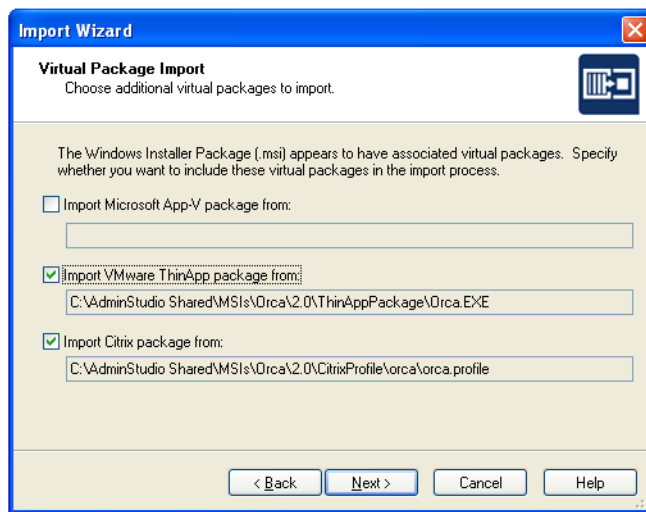 Import Wizard
Virtual Package Import
Choose additional virtual packages to import.
The Windows Installer Package (.msi) appears to have associated virtual packages.  Specify
whether you want to include these virtual packages in the import process.
Import Microsoft App-V package from:
Import VMware ThinApp package from:
C:\AdminStudio Shared\MSIs\Orca\2.0\ThinAppPackage\Orca.EXE
Import Citrix package from:
C:\AdminStudio Shared\MSIs\Orca\2.0\CitrixProfile\orca\orca.profile
< Back Next > Cancel Help